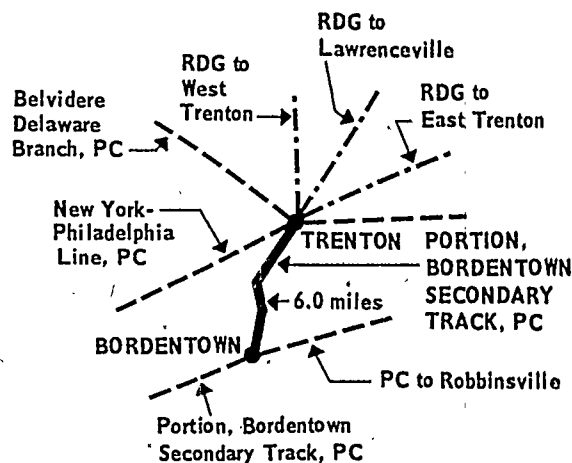 RDG to
Lawrenceville
RDG to
West
Trenton
RDG to
East Trenton
Belvidere
Delaware
Branch, PC
New York-
Philadelphia
Line, PC
TRENTON
PORTION,
BORDENTOWN
SECONDARY
TRACK, PC
6.0 miles
BORDENTOWN
PC to Robbinsville
Portion, Bordentown
Secondary Track, PC